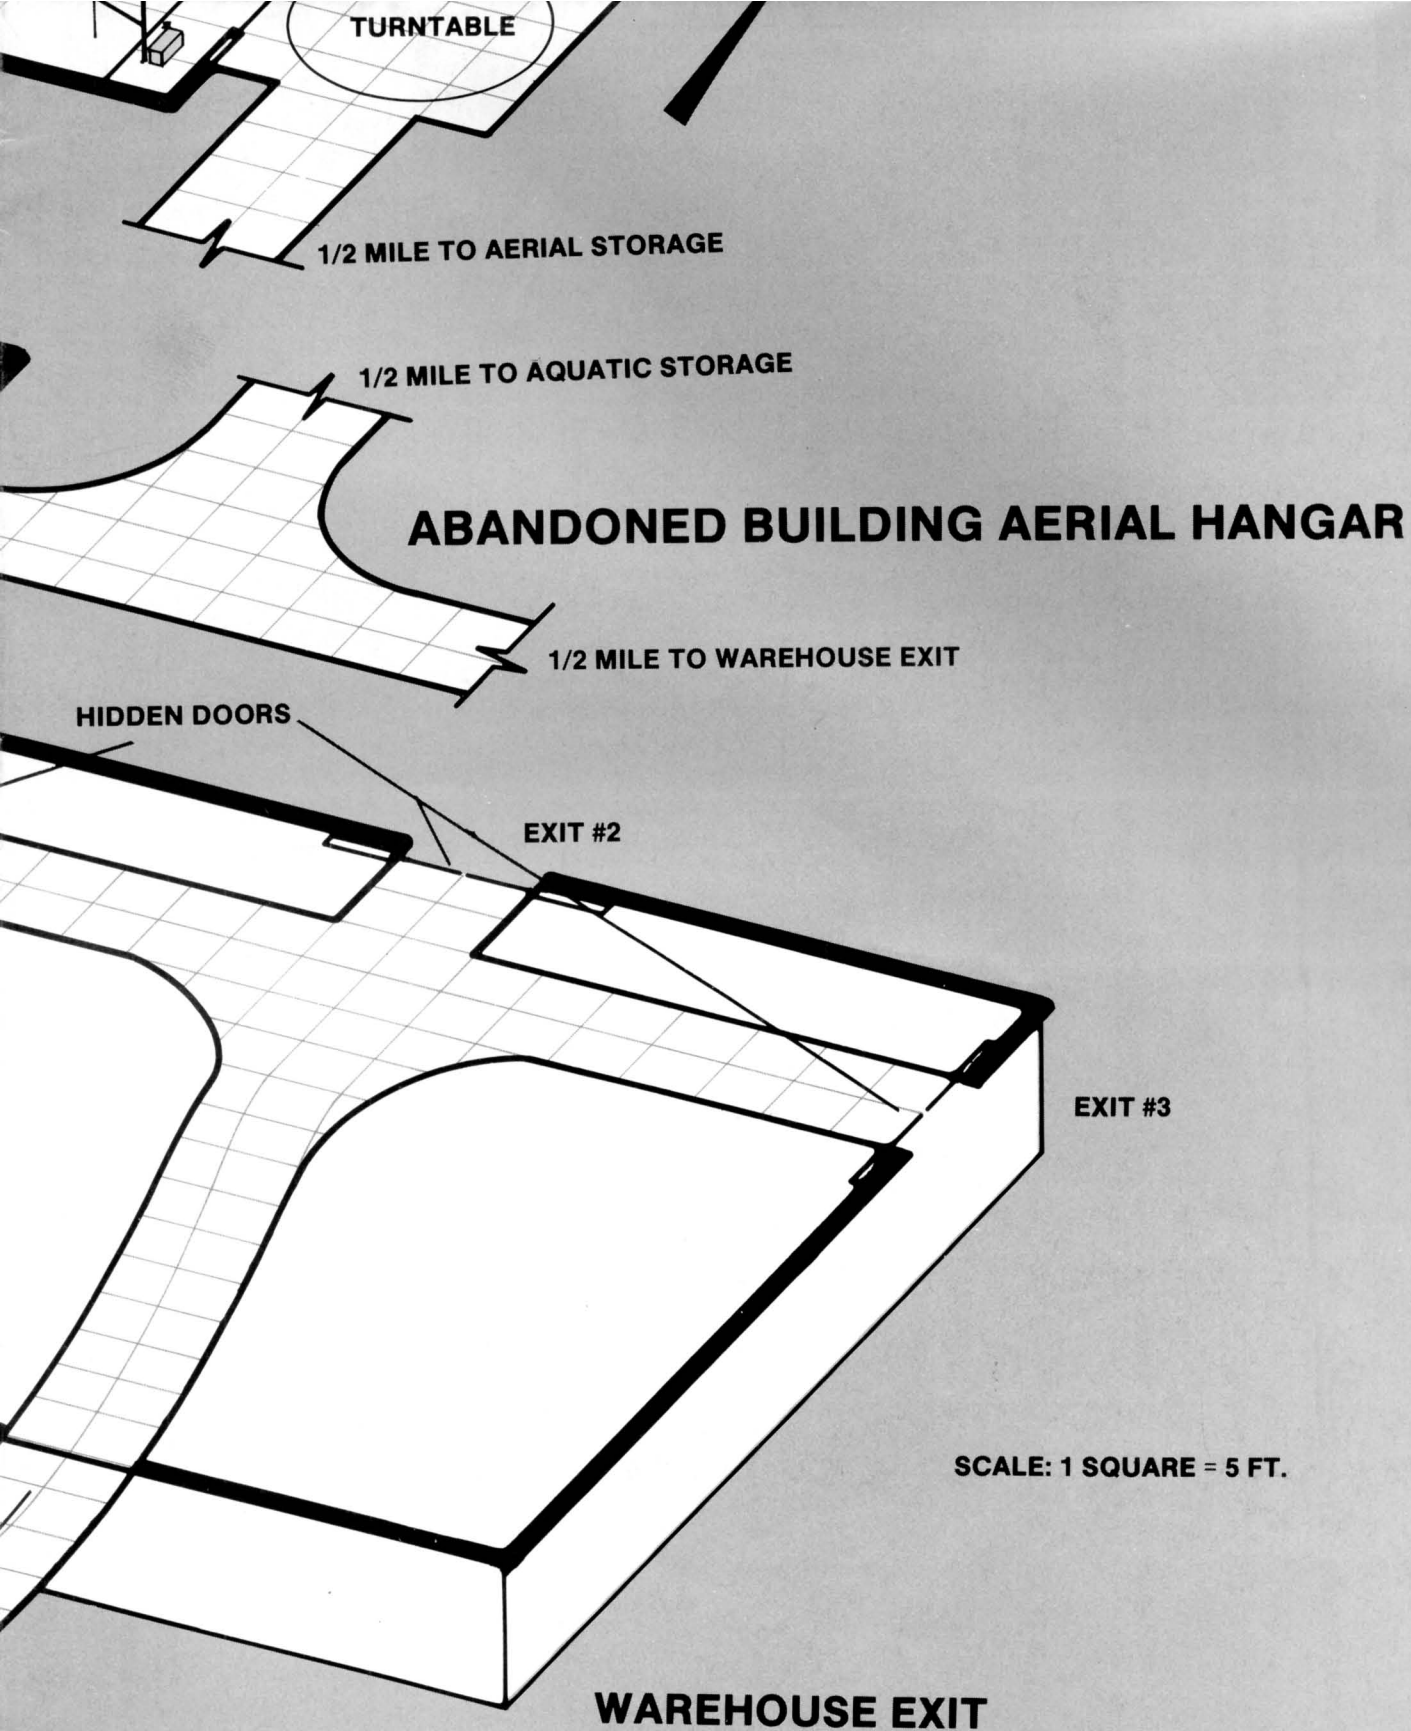 TURNTABLE
1/2 MILE TO AERIAL STORAGE
1/2 MILE TO AQUATIC STORAGE
ABANDONED BUILDING AERIAL HANGAR
1/2 MILE TO WAREHOUSE EXIT
HIDDEN DOORS
EXIT #2
EXIT #3
SCALE: 1 SQUARE = 5 FT.
WAREHOUSE EXIT